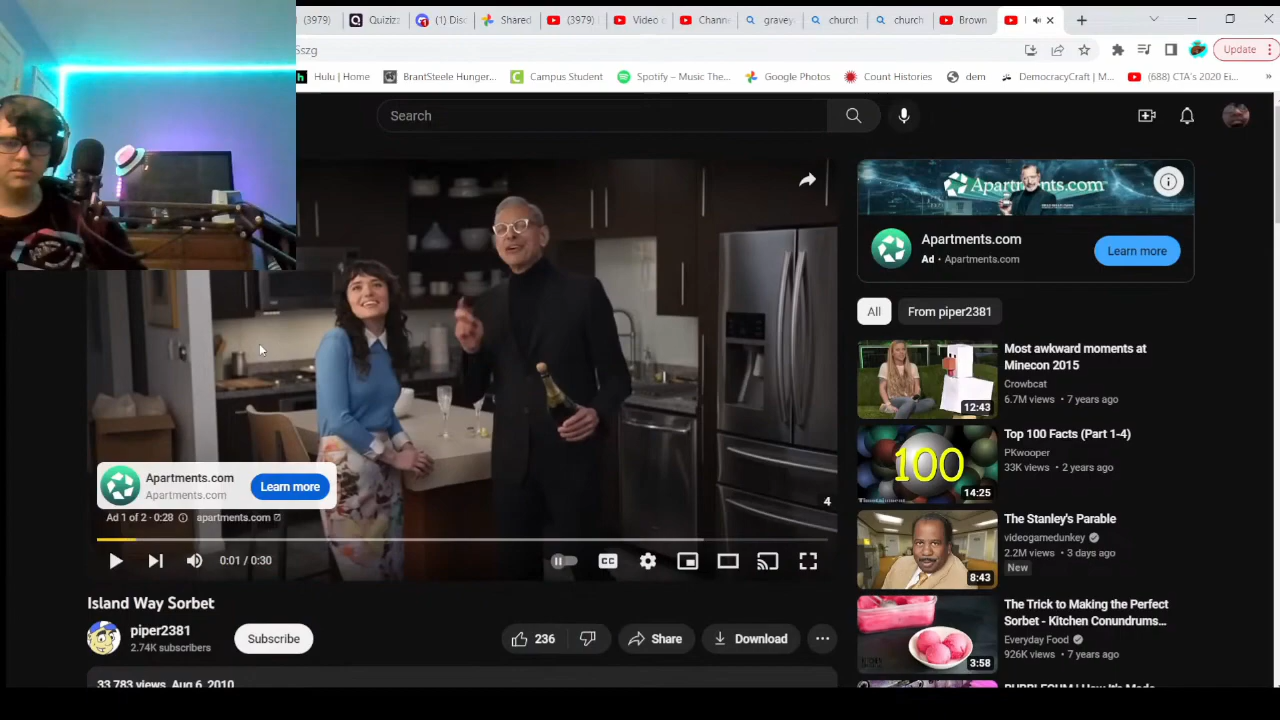 (3979)
Quizizz
(1) Disc
Shared
(3979) I
Video c
Chann
gravey
church
church
Brown
5szg
Update
Hulu | Home
BrantSteele Hunger...
Campus Student
Spotify – Music The...
Google Photos
Count Histories
dem
DemocracyCraft | M...
(688) CTA's 2020 Ei...
»
Search
Apartments.com
Apartments.com
Ad • Apartments.com
Learn more
All
From piper2381
Most awkward moments at
Minecon 2015
Crowbcat
6.7M views • 7 years ago
12:43
100
Top 100 Facts (Part 1-4)
PKwooper
33K views • 2 years ago
14:25
The Stanley's Parable
videogamedunkey
2.2M views • 3 days ago
New
8:43
The Trick to Making the Perfect
Sorbet - Kitchen Conundrums...
Everyday Food
926K views • 7 years ago
3:58
Apartments.com
Apartments.com
Learn more
Ad 1 of 2 · 0:28
apartments.com
4
0:01 / 0:30
CC
Island Way Sorbet
piper2381
2.74K subscribers
Subscribe
236
Share
Download
33,783 views Aug 6, 2010